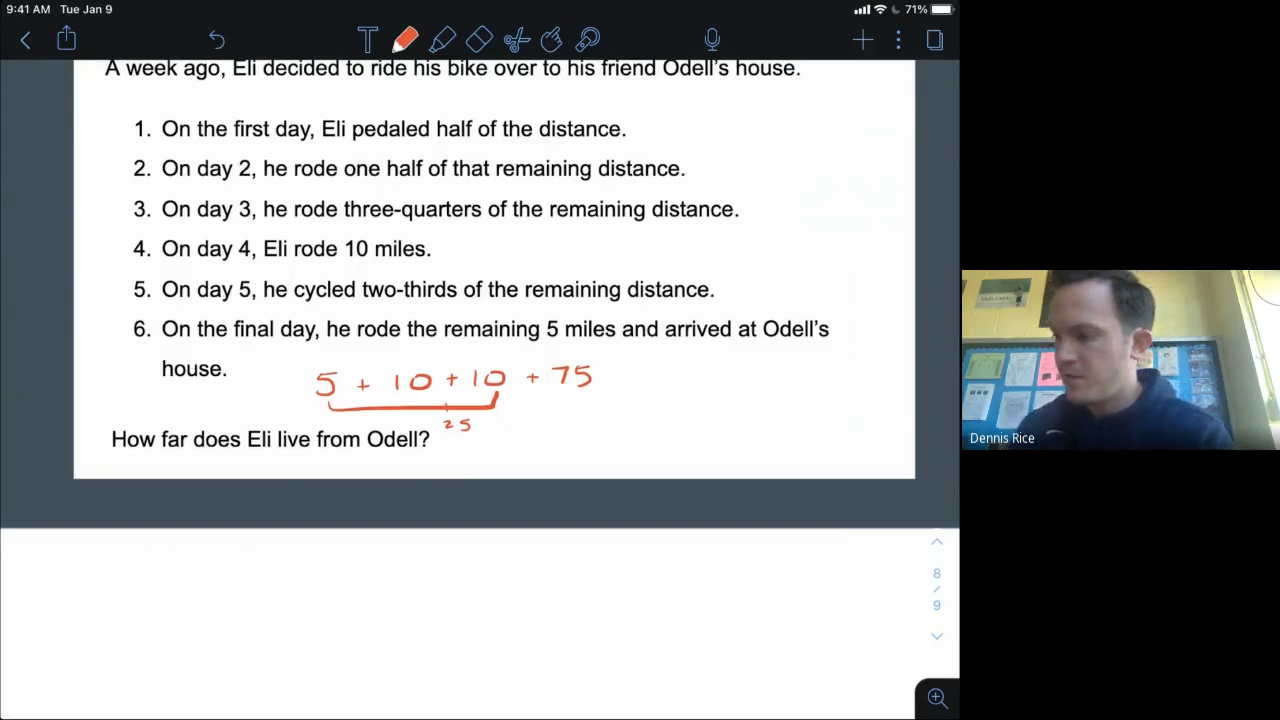 9:41 AM Tue Jan 9
71%
A week ago, Eli decided to ride his bike over to his friend Odell's house.
1. On the first day, Eli pedaled half of the distance.
2. On day 2, he rode one half of that remaining distance.
3. On day 3, he rode three-quarters of the remaining distance.
4. On day 4, Eli rode 10 miles.
5. On day 5, he cycled two-thirds of the remaining distance.
6. On the final day, he rode the remaining 5 miles and arrived at Odell's
house.
5 + 10 + 10 + 75
25
How far does Eli live from Odell?
8
/
9
Dennis Rice